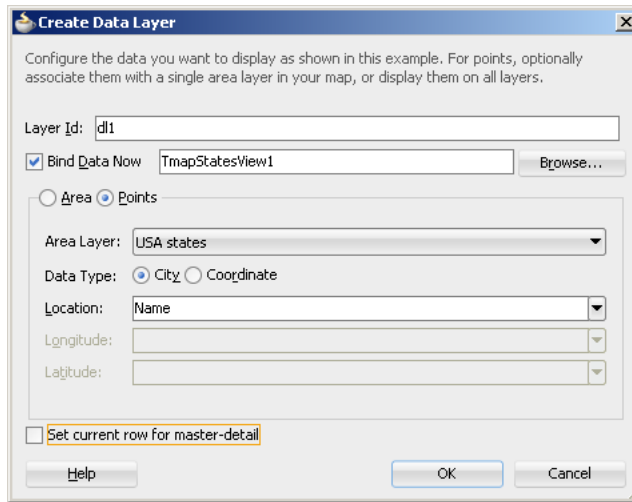 Create Data Layer
Configure the data you want to display as shown in this example. For points, optionally
associate them with a single area layer in your map, or display them on all layers.
Layer Id: dl1
Bind Data Now TmapStatesView1 Browse...
Area Points
Area Layer: USA states
Data Type: City Coordinate
Location: Name
Longitude:
Latitude:
Set current row for master-detail
Help OK Cancel